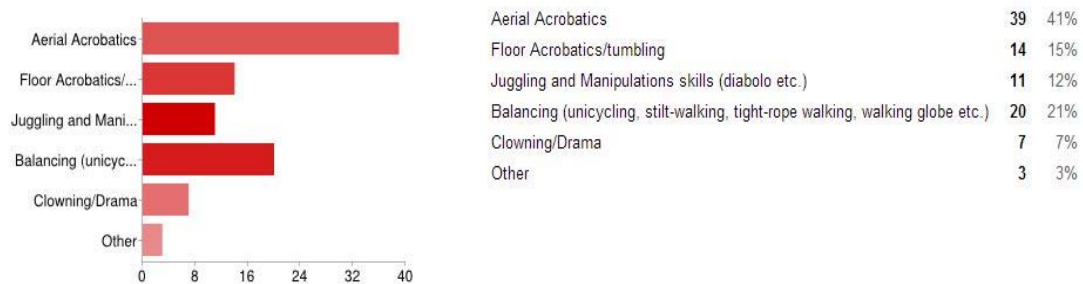 Aerial Acrobatics
Floor Acrobatics/...
Juggling and Mani...
Balancing (unicyc...
Clowning/Drama
Other
0 8 16 24 32 40
Aerial Acrobatics 39 41%
Floor Acrobatics/tumbling 14 15%
Juggling and Manipulations skills (diabolo etc.) 11 12%
Balancing (unicycling, stilt-walking, tight-rope walking, walking globe etc.) 20 21%
Clowning/Drama 7 7%
Other 3 3%